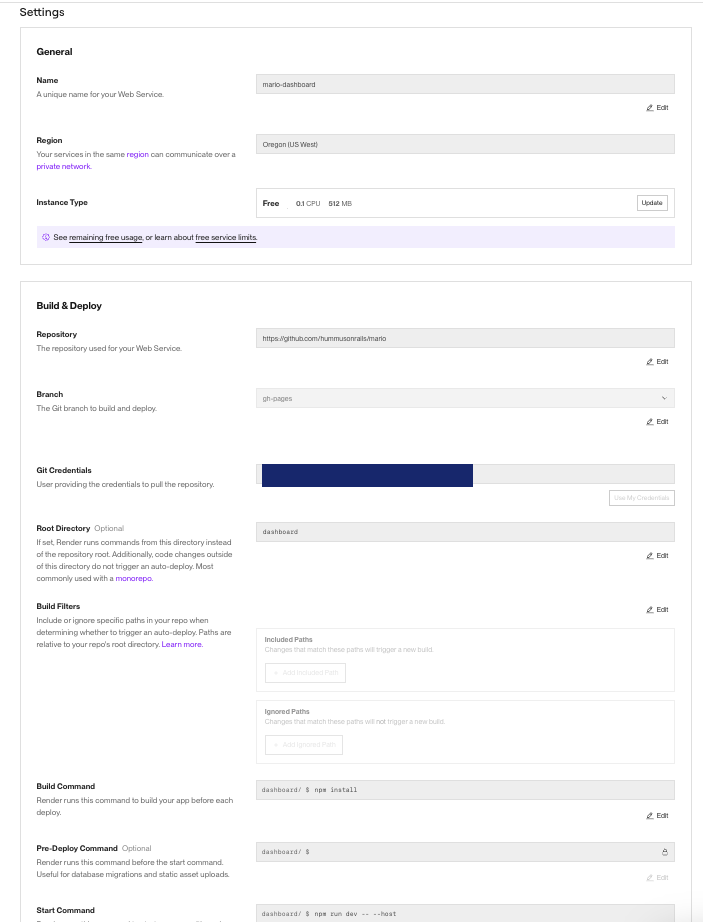 Settings
General
Name
A unique name for your Web Service.
mario-dashboard
Edit
Region
Your services in the same region can communicate over a
private network.
Oregon (US West)
Instance Type
Free 0.1 CPU 512 MB
Update
See remaining free usage, or learn about free service limits.
Build & Deploy
Repository
The repository used for your Web Service.
https://github.com/hummusonrails/mario
Edit
Branch
The Git branch to build and deploy.
gh-pages
Edit
Git Credentials
User providing the credentials to pull the repository.
Use My Credentials
Root Directory Optional
If set, Render runs commands from this directory instead
of the repository root. Additionally, code changes outside
of this directory do not trigger an auto-deploy. Most
commonly used with a monorepo.
dashboard
Edit
Build Filters
Include or ignore specific paths in your repo when
determining whether to trigger an auto-deploy. Paths are
relative to your repo's root directory. Learn more.
Edit
Included Paths
Changes that match these paths will trigger a new build.
+ Add Included Path
Ignored Paths
Changes that match these paths will not trigger a new build.
+ Add Ignored Path
Build Command
Render runs this command to build your app before each
deploy.
dashboard/ $ npm install
Edit
Pre-Deploy Command Optional
Render runs this command before the start command.
Useful for database migrations and static asset uploads.
dashboard/ $
Edit
Start Command
dashboard/ $ npm run dev -- --host